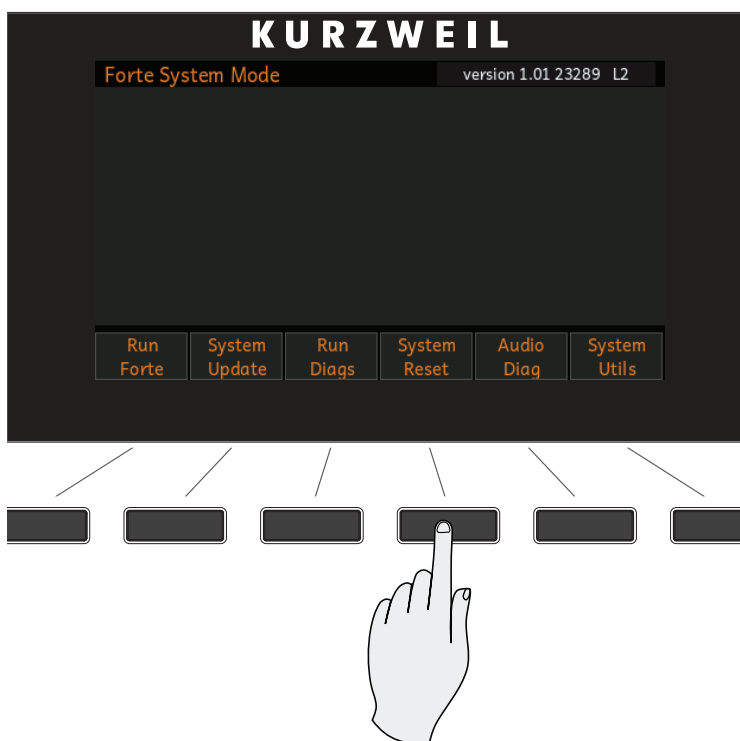 KURZWEIL
Forte System Mode version 1.01 23289 L2
Run System Run System Audio System
Forte Update Diags Reset Diag Utils